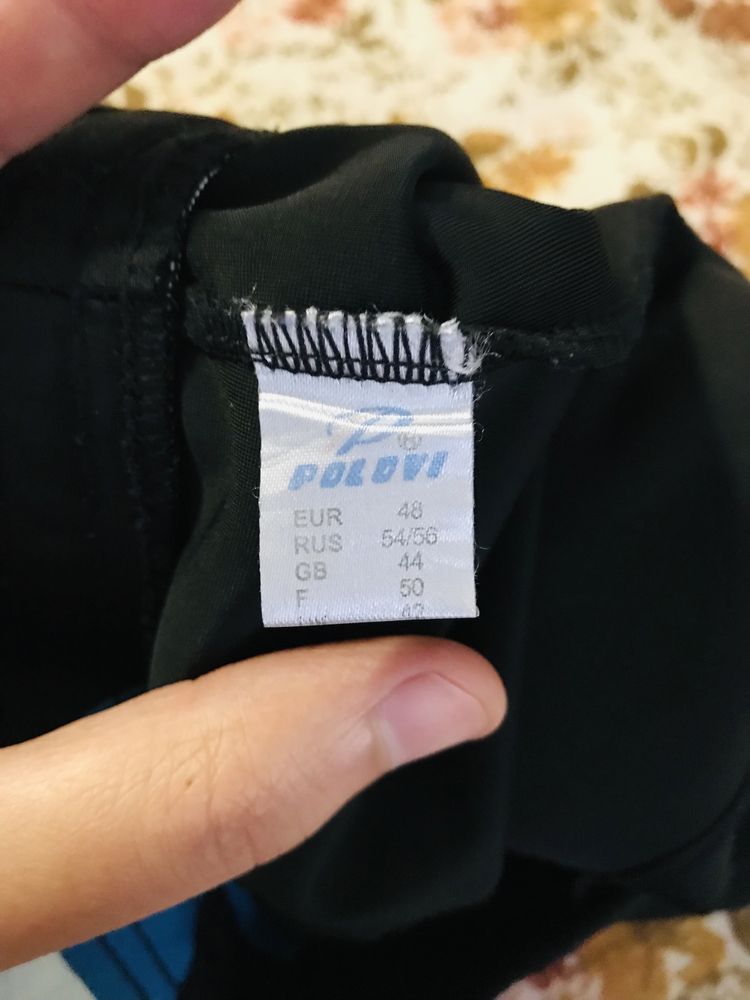 P®
POLOVI
EUR 48
RUS 54/56
GB 44
F 50